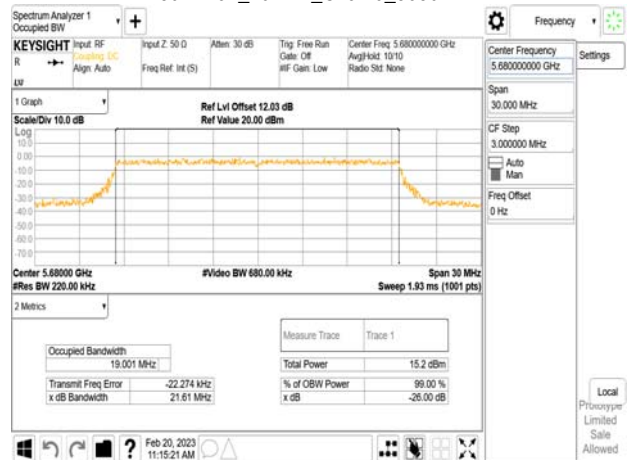 Spectrum Analyzer 1
Occupied BW
Frequency
KEYSIGHT
Input: RF
Coupling: DC
Align: Auto
Input Z: 50 Ω
Freq Ref: Int (S)
Atten: 30 dB
Trig: Free Run
Gate: Off
#IF Gain: Low
Center Freq: 5.680000000 GHz
Avg|Hold: 10/10
Radio Std: None
R
LXI
Center Frequency
5.680000000 GHz
Settings
Span
30.000 MHz
CF Step
3.000000 MHz
Auto
Man
Freq Offset
0 Hz
1 Graph
Scale/Div 10.0 dB
Ref Lvl Offset 12.03 dB
Ref Value 20.00 dBm
Log
10.0
0.00
-10.0
-20.0
-30.0
-40.0
-50.0
-60.0
-70.0
Center 5.68000 GHz
#Res BW 220.00 kHz
#Video BW 680.00 kHz
Span 30 MHz
Sweep 1.93 ms (1001 pts)
2 Metrics
Measure Trace
Trace 1
Occupied Bandwidth
19.001 MHz
Total Power
15.2 dBm
Transmit Freq Error
-22.274 kHz
% of OBW Power
99.00 %
x dB Bandwidth
21.61 MHz
x dB
-26.00 dB
Local
Prototype
Limited
Sale
Allowed
Feb 20, 2023
11:15:21 AM